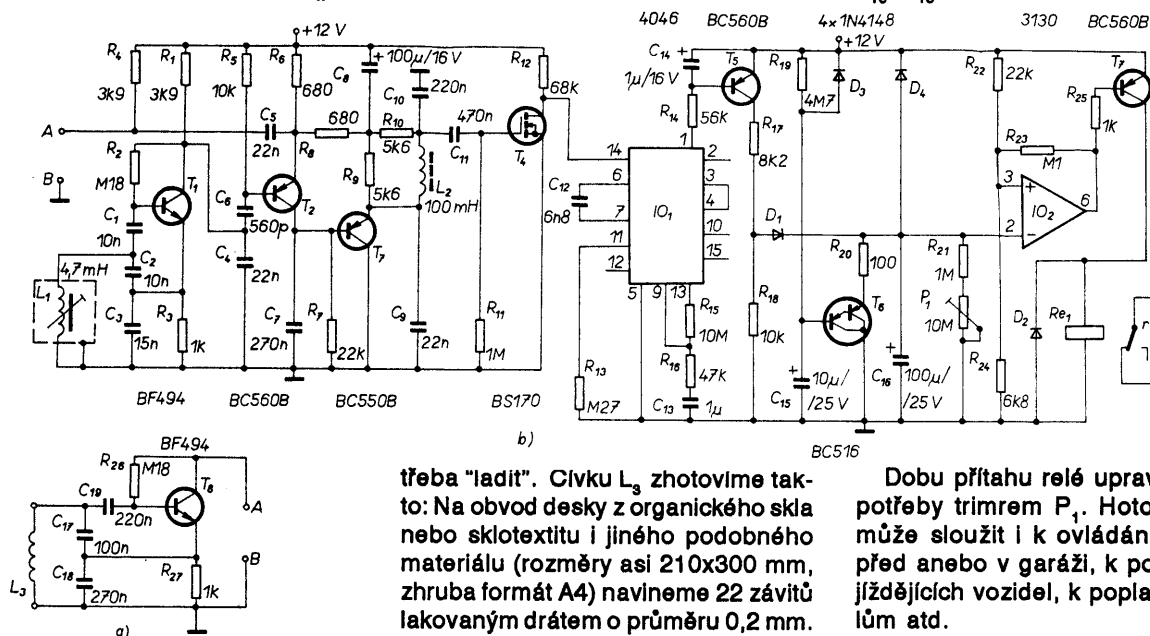 4046
BC560B
4×1N4148
3130
BC560B
+12 V
+12 V
R4
3k9
R1
3k9
R5
10k
R6
680
C8
+100µ/16 V
C10
220n
R12
68k
C14
1µ/16 V
T5
R19
4M7
D3
D4
R22
22k
T7
R25
1K
A
B
C5
22n
680
R8
R10
5k6
470n
C11
T4
R14
56k
R17
8K2
R23
M1
R2
M18
T1
C1
10n
C2
10n
4,7mH
L1
C3
15n
R3
1k
C6
560p
C4
22n
T2
R9
5k6
L2
100mH
T7
C7
270n
R7
22k
C9
22n
R11
1M
14
6
7
11
12
5
9
13
1
2
3
4
10
15
IO1
C12
6n8
R13
M27
R15
10M
R16
47K
C13
1µ
D1
R18
10k
R20
100
T6
C15
10µ/
/25 V
C16
100µ/
/25 V
R21
1M
P1
10M
R24
6k8
3
2
6
IO2
D2
Re1
r
BF494
BC560B
BC550B
BS170
b)
BC516
BF494
R26
M18
C19
220n
T8
A
B
C17
100n
C18
270n
L3
R27
1k
a)
třeba "ladit". Cívku L3 zhotovíme tak-
to: Na obvod desky z organického skla
nebo sklotextitu i jiného podobného
materiálu (rozměry asi 210x300 mm,
zhruba formát A4) navineme 22 závitů
lakovaným drátem o průměru 0,2 mm.
Dobu přítahu relé uprav
potřeby trimrem P1. Hoto
může sloužit i k ovládán
před anebo v garáži, k po
jíždějících vozidel, k popla
lům atd.